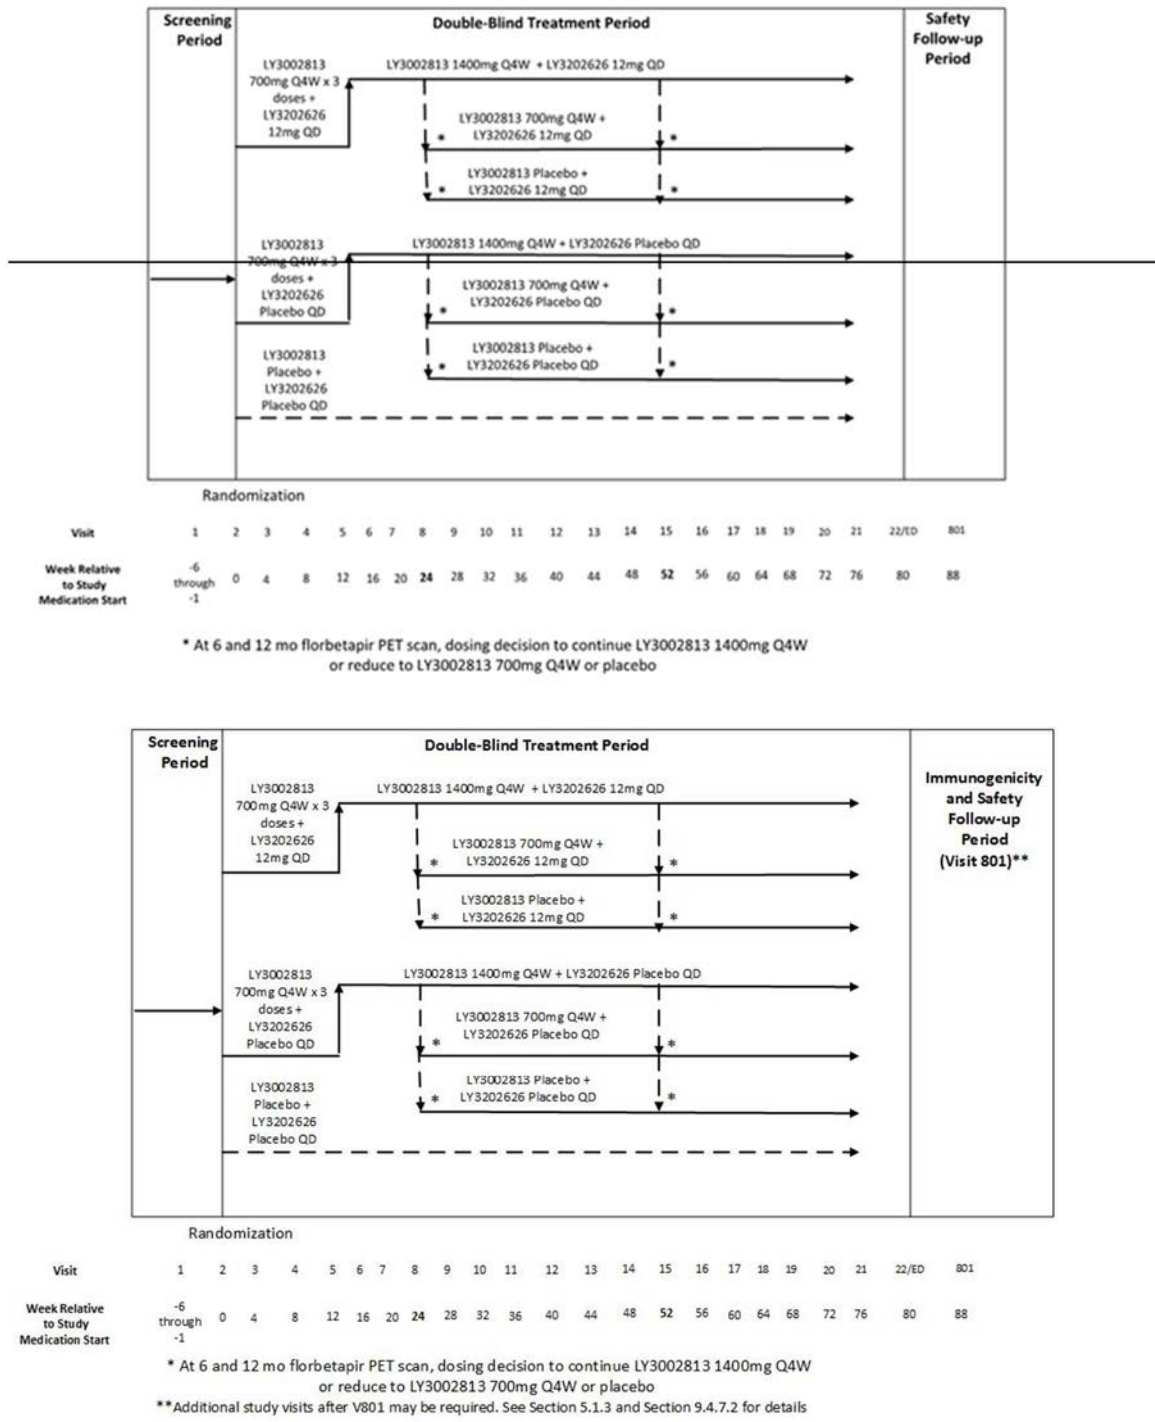 Screening
Period
Double-Blind Treatment Period
Safety
Follow-up
Period
LY3002813
700mg Q4W x 3
doses +
LY3202626
12mg QD
LY3002813 1400mg Q4W + LY3202626 12mg QD
LY3002813 700mg Q4W +
* LY3202626 12mg QD *
LY3002813 Placebo +
* LY3202626 12mg QD *
LY3002813
700mg Q4W x 3
doses +
LY3202626
Placebo QD
LY3002813 1400mg Q4W + LY3202626 Placebo QD
LY3002813 700mg Q4W +
LY3202626 Placebo QD
* *
LY3002813 Placebo +
* LY3202626 Placebo QD *
LY3002813
Placebo +
LY3202626
Placebo QD
Randomization
Visit 1 2 3 4 5 6 7 8 9 10 11 12 13 14 15 16 17 18 19 20 21 22/ED 801
Week Relative
to Study
Medication Start
-6
through
-1
0 4 8 12 16 20 24 28 32 36 40 44 48 52 56 60 64 68 72 76 80 88
* At 6 and 12 mo florbetapir PET scan, dosing decision to continue LY3002813 1400mg Q4W
or reduce to LY3002813 700mg Q4W or placebo
Screening
Period
Double-Blind Treatment Period
Immunogenicity
and Safety
Follow-up
Period
(Visit 801)**
LY3002813
700mg Q4W x 3
doses +
LY3202626
12mg QD
LY3002813 1400mg Q4W + LY3202626 12mg QD
LY3002813 700mg Q4W +
* LY3202626 12mg QD *
LY3002813 Placebo +
* LY3202626 12mg QD *
LY3002813
700mg Q4W x 3
doses +
LY3202626
Placebo QD
LY3002813 1400mg Q4W + LY3202626 Placebo QD
LY3002813 700mg Q4W +
LY3202626 Placebo QD
* *
LY3002813 Placebo +
* LY3202626 Placebo QD *
LY3002813
Placebo +
LY3202626
Placebo QD
Randomization
Visit 1 2 3 4 5 6 7 8 9 10 11 12 13 14 15 16 17 18 19 20 21 22/ED 801
Week Relative
to Study
Medication Start
-6
through
-1
0 4 8 12 16 20 24 28 32 36 40 44 48 52 56 60 64 68 72 76 80 88
* At 6 and 12 mo florbetapir PET scan, dosing decision to continue LY3002813 1400mg Q4W
or reduce to LY3002813 700mg Q4W or placebo
**Additional study visits after V801 may be required. See Section 5.1.3 and Section 9.4.7.2 for details